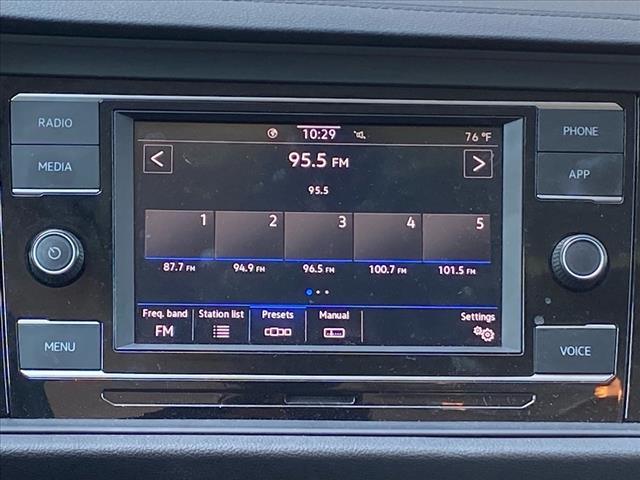 RADIO
MEDIA
MENU
10:29
76 °F
95.5 FM
95.5
1 2 3 4 5
87.7 FM 94.9 FM 96.5 FM 100.7 FM 101.5 FM
Freq. band Station list Presets Manual Settings
FM
PHONE
APP
VOICE